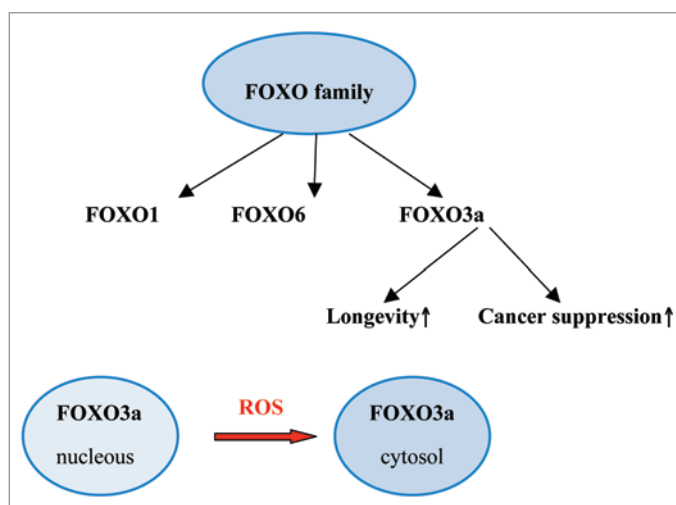 FOXO family
FOXO1 FOXO6 FOXO3a
Longevity↑ Cancer suppression↑
FOXO3a ROS FOXO3a
nucleous cytosol